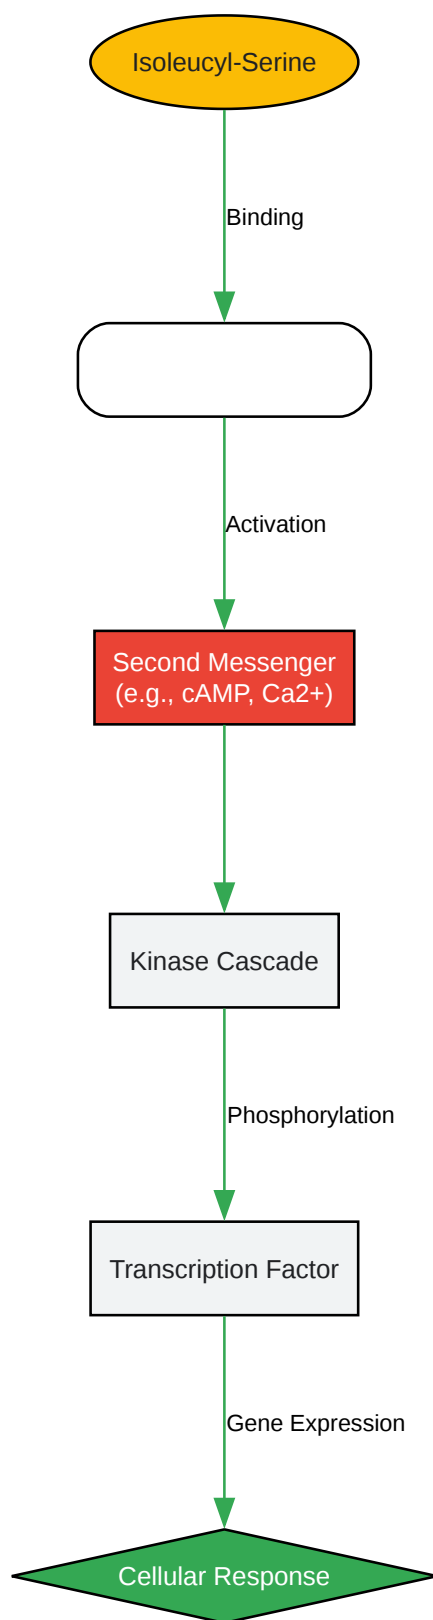 Isoleucyl-Serine
Binding
Activation
Second Messenger
(e.g., cAMP, Ca2+)
Kinase Cascade
Phosphorylation
Transcription Factor
Gene Expression
Cellular Response